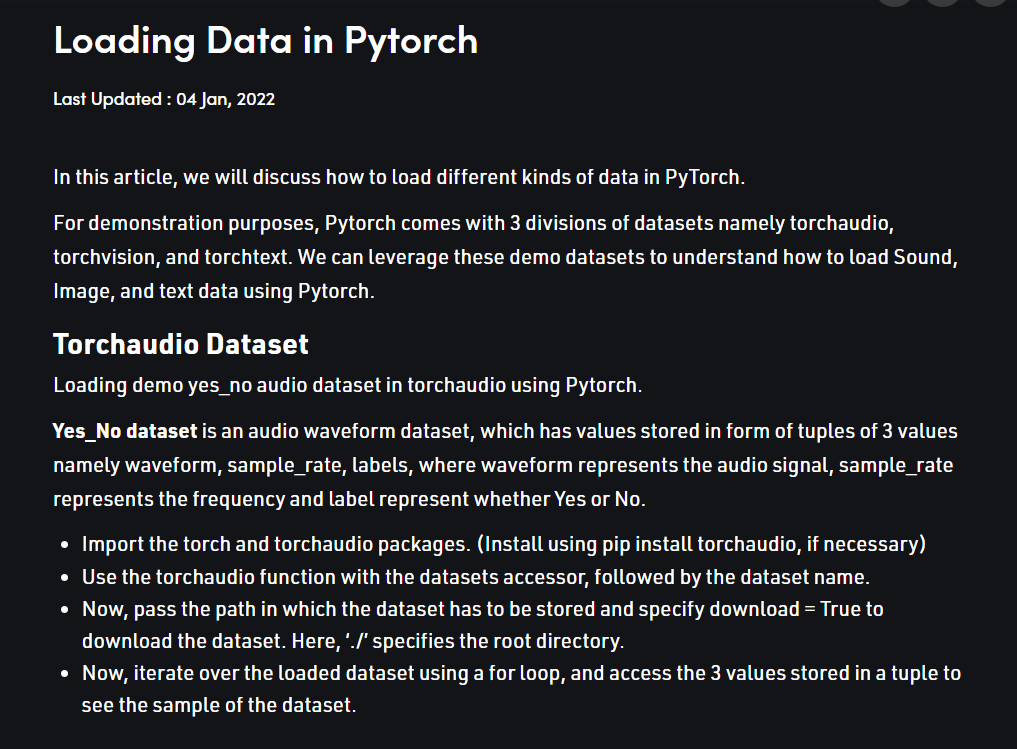 Loading Data in Pytorch
Last Updated : 04 Jan, 2022
In this article, we will discuss how to load different kinds of data in PyTorch.
For demonstration purposes, Pytorch comes with 3 divisions of datasets namely torchaudio,
torchvision, and torchtext. We can leverage these demo datasets to understand how to load Sound,
Image, and text data using Pytorch.
Torchaudio Dataset
Loading demo yes_no audio dataset in torchaudio using Pytorch.
Yes_No dataset is an audio waveform dataset, which has values stored in form of tuples of 3 values
namely waveform, sample_rate, labels, where waveform represents the audio signal, sample_rate
represents the frequency and label represent whether Yes or No.
• Import the torch and torchaudio packages. (Install using pip install torchaudio, if necessary)
• Use the torchaudio function with the datasets accessor, followed by the dataset name.
• Now, pass the path in which the dataset has to be stored and specify download = True to
download the dataset. Here, ‘./’ specifies the root directory.
• Now, iterate over the loaded dataset using a for loop, and access the 3 values stored in a tuple to
see the sample of the dataset.